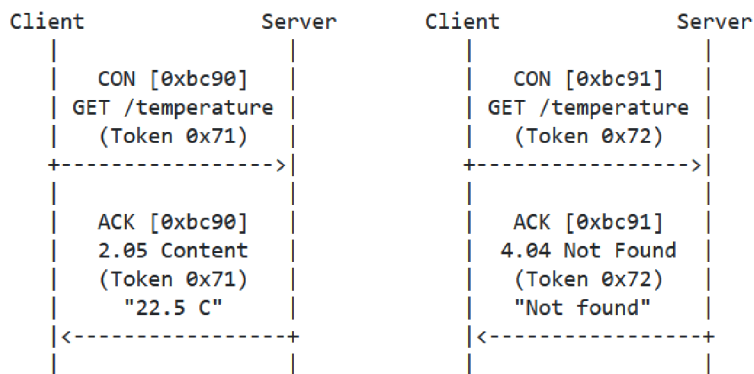 Client Server Client Server
CON [0xbc90] CON [0xbc91]
GET /temperature GET /temperature
(Token 0x71) (Token 0x72)
ACK [0xbc90] ACK [0xbc91]
2.05 Content 4.04 Not Found
(Token 0x71) (Token 0x72)
"22.5 C" "Not found"